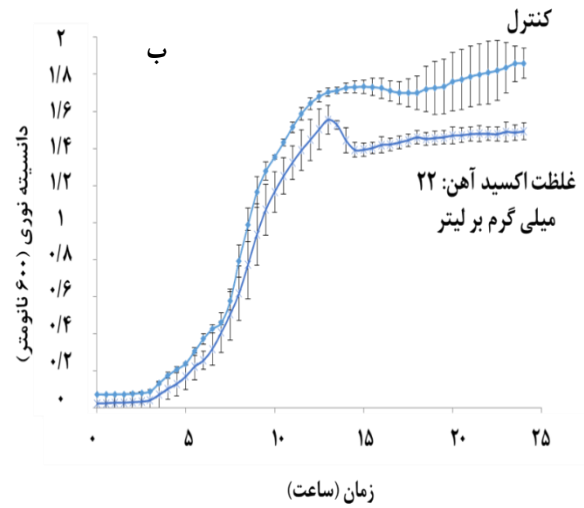 ب
کنترل
۲
۱/۸
۱/۶
۱/۴
۱/۲
۱
۰/۸
۰/۶
۰/۴
۰/۲
۰
دانسیته نوری (۶۰۰ نانومتر)
غلظت اکسید آهن: ۲۲
میلی گرم بر لیتر
۰ ۵ ۱۰ ۱۵ ۲۰ ۲۵
زمان (ساعت)